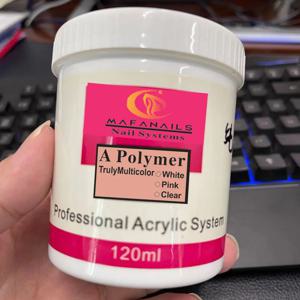 MAFANAILS
Nail Systems
A Polymer
TrulyMulticolor White
Pink
Clear
Professional Acrylic System
120ml